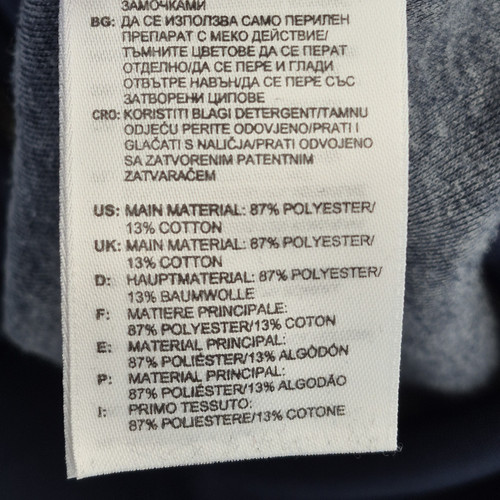 ЗАМОЧКАМИ
BG: ДА СЕ ИЗПОЛЗВА САМО ПЕРИЛЕН
ПРЕПАРАТ С МЕКО ДЕЙСТВИЕ/
ТЪМНИТЕ ЦВЕТОВЕ ДА СЕ ПЕРАТ
ОТДЕЛНО/ДА СЕ ПЕРЕ И ГЛАДИ
ОТВЪТРЕ НАВЪН/ДА СЕ ПЕРЕ СЪС
ЗАТВОРЕНИ ЦИПОВЕ
CRO: KORISTITI BLAGI DETERGENT/TAMNU
ODJEĆU PERITE ODOVJENO/PRATI I
GLAČATI S NALIČJA/PRATI ODVOJENO
SA ZATVORENIM PATENTNIM
ZATVARAČEM
US: MAIN MATERIAL: 87% POLYESTER/
13% COTTON
UK: MAIN MATERIAL: 87% POLYESTER/
13% COTTON
D: HAUPTMATERIAL: 87% POLYESTER/
13% BAUMWOLLE
F: MATIERE PRINCIPALE:
87% POLYESTER/13% COTON
E: MATERIAL PRINCIPAL:
87% POLIÉSTER/13% ALGÓDÓN
P: MATERIAL PRINCIPAL:
87% POLIÉSTER/13% ALGODÃO
I: PRIMO TESSUTO:
87% POLIESTERE/13% COTONE